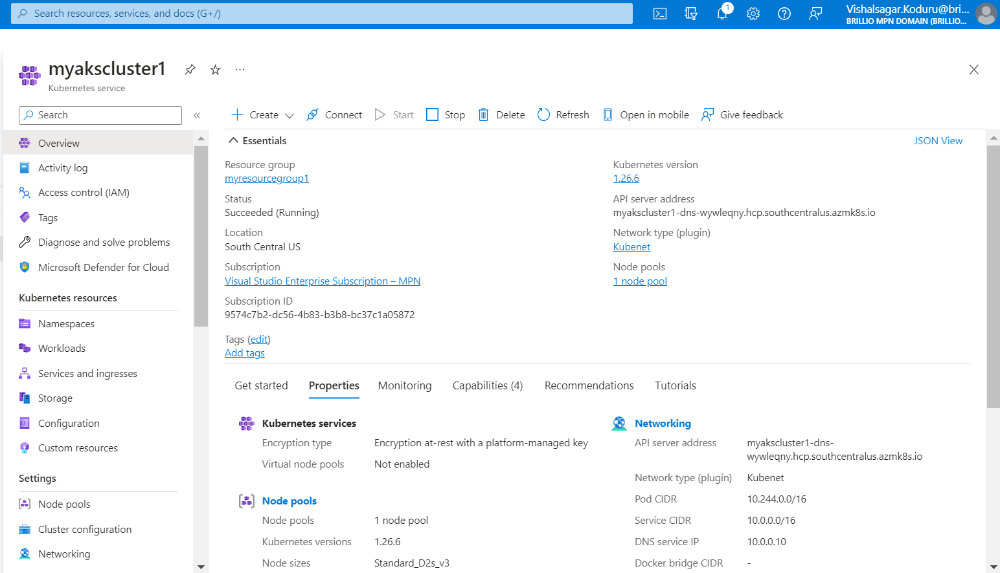 Search resources, services, and docs (G+/)
1
Vishalsagar.Koduru@bri...
BRILLIO MPN DOMAIN (BRILLIO...
myakscluster1
...
Kubernetes service
Search
«
Create
Connect
Start
Stop
Delete
Refresh
Open in mobile
Give feedback
Overview
Activity log
Access control (IAM)
Tags
Diagnose and solve problems
Microsoft Defender for Cloud
Kubernetes resources
Namespaces
Workloads
Services and ingresses
Storage
Configuration
Custom resources
Settings
Node pools
Cluster configuration
Networking
Essentials
JSON View
Resource group
myresourcegroup1
Status
Succeeded (Running)
Location
South Central US
Subscription
Visual Studio Enterprise Subscription – MPN
Subscription ID
9574c7b2-dc56-4b83-b3b8-bc37c1a05872
Tags (edit)
Add tags
Kubernetes version
1.26.6
API server address
myakscluster1-dns-wywleqny.hcp.southcentralus.azmk8s.io
Network type (plugin)
Kubenet
Node pools
1 node pool
Get started
Properties
Monitoring
Capabilities (4)
Recommendations
Tutorials
Kubernetes services
Encryption type Encryption at-rest with a platform-managed key
Virtual node pools Not enabled
Node pools
Node pools 1 node pool
Kubernetes versions 1.26.6
Node sizes Standard_D2s_v3
Networking
API server address myakscluster1-dns-
wywleqny.hcp.southcentralus.azmk8s.io
Network type (plugin) Kubenet
Pod CIDR 10.244.0.0/16
Service CIDR 10.0.0.0/16
DNS service IP 10.0.0.10
Docker bridge CIDR -